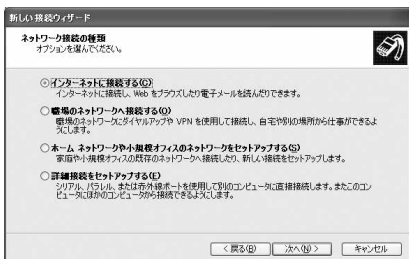 新しい接続ウィザード
ネットワーク接続の種類
オプションを選んでください。
インターネットに接続する(C)
インターネットに接続し、Web をブラウズしたり電子メールを読んだりできます。
職場のネットワークへ接続する(O)
職場のネットワークにダイヤルアップや VPN を使用して接続し、自宅や別の場所から仕事ができるよ
うにします。
ホーム ネットワークや小規模オフィスのネットワークをセットアップする(S)
家庭や小規模オフィスの既存のネットワークへ接続したり、新しい接続をセットアップします。
詳細接続をセットアップする(E)
シリアル、パラレル、または赤外線ポートを使用して別のコンピュータに直接接続します。またこのコン
ピュータにほかのコンピュータから接続できるようにします。
< 戻る(B)
次へ(N) >
キャンセル